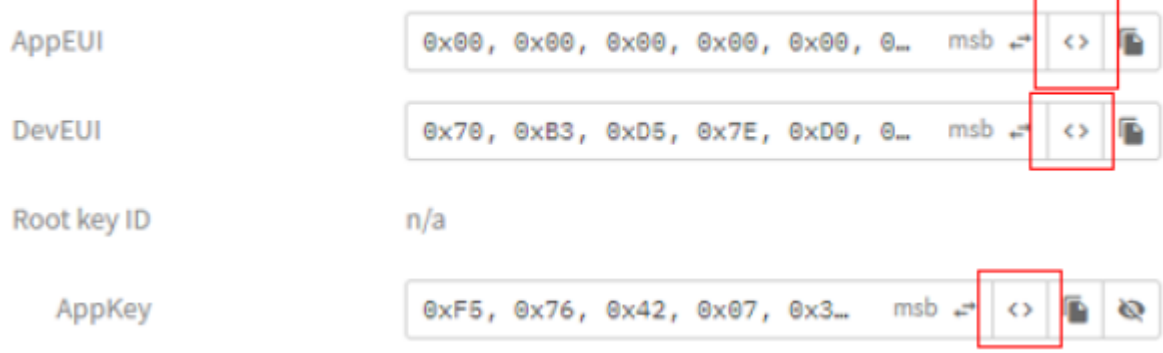 AppEUI 0x00, 0x00, 0x00, 0x00, 0x00, 0… msb <>
DevEUI 0x70, 0xB3, 0xD5, 0x7E, 0xD0, 0… msb <>
Root key ID n/a
AppKey 0xF5, 0x76, 0x42, 0x07, 0x3… msb <>